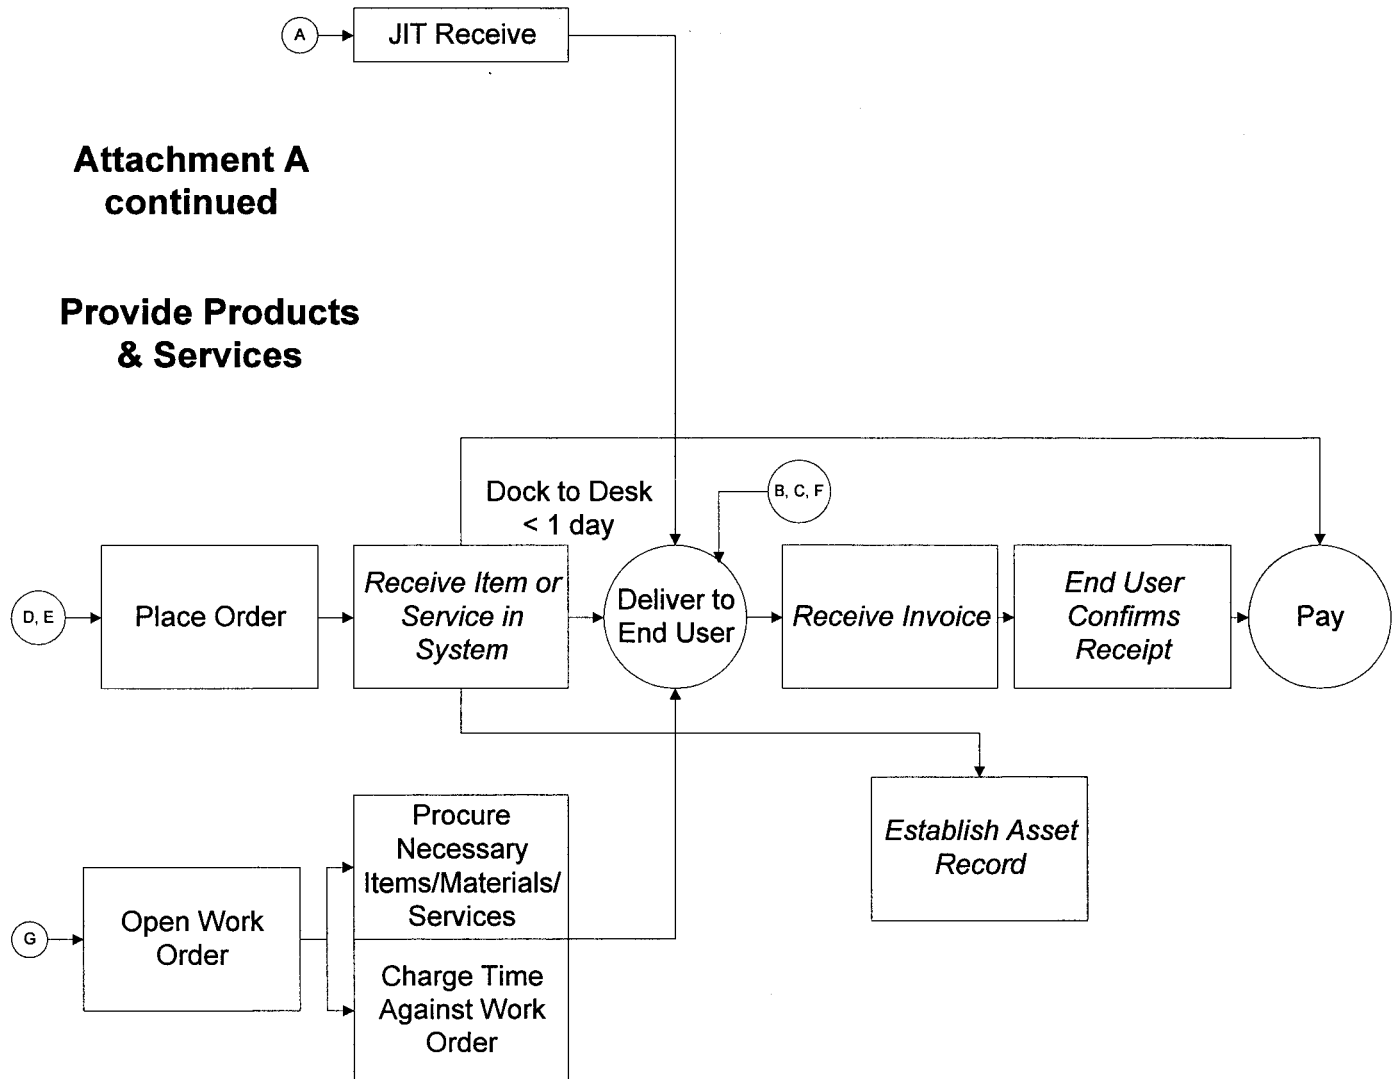 A
JIT Receive
Attachment A
continued
Provide Products
& Services
Dock to Desk
< 1 day
B, C, F
D, E
Place Order
Receive Item or
Service in
System
Deliver to
End User
Receive Invoice
End User
Confirms
Receipt
Pay
Establish Asset
Record
G
Open Work
Order
Procure
Necessary
Items/Materials/
Services
Charge Time
Against Work
Order